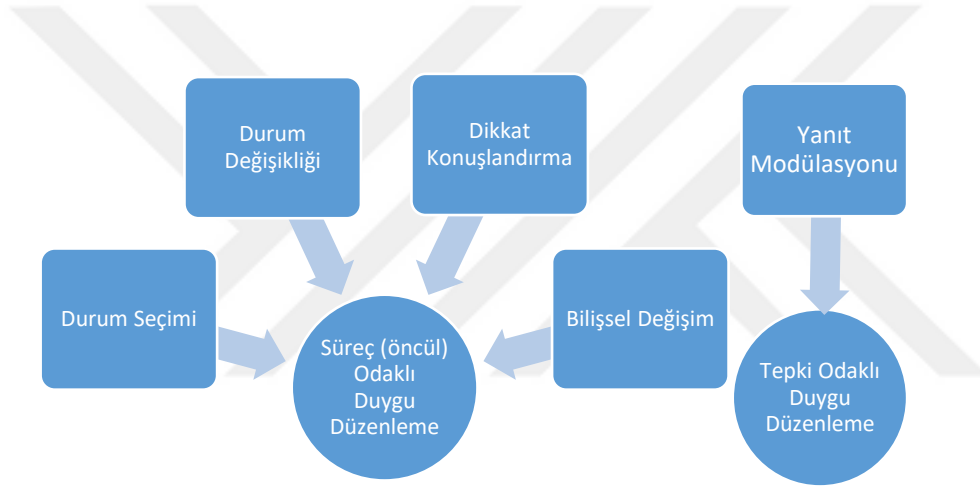 Durum
Değişikliği
Dikkat
Konuşlandırma
Yanıt
Modülasyonu
Durum Seçimi
Süreç (öncül)
Odaklı
Duygu
Düzenleme
Bilişsel Değişim
Tepki Odaklı
Duygu
Düzenleme